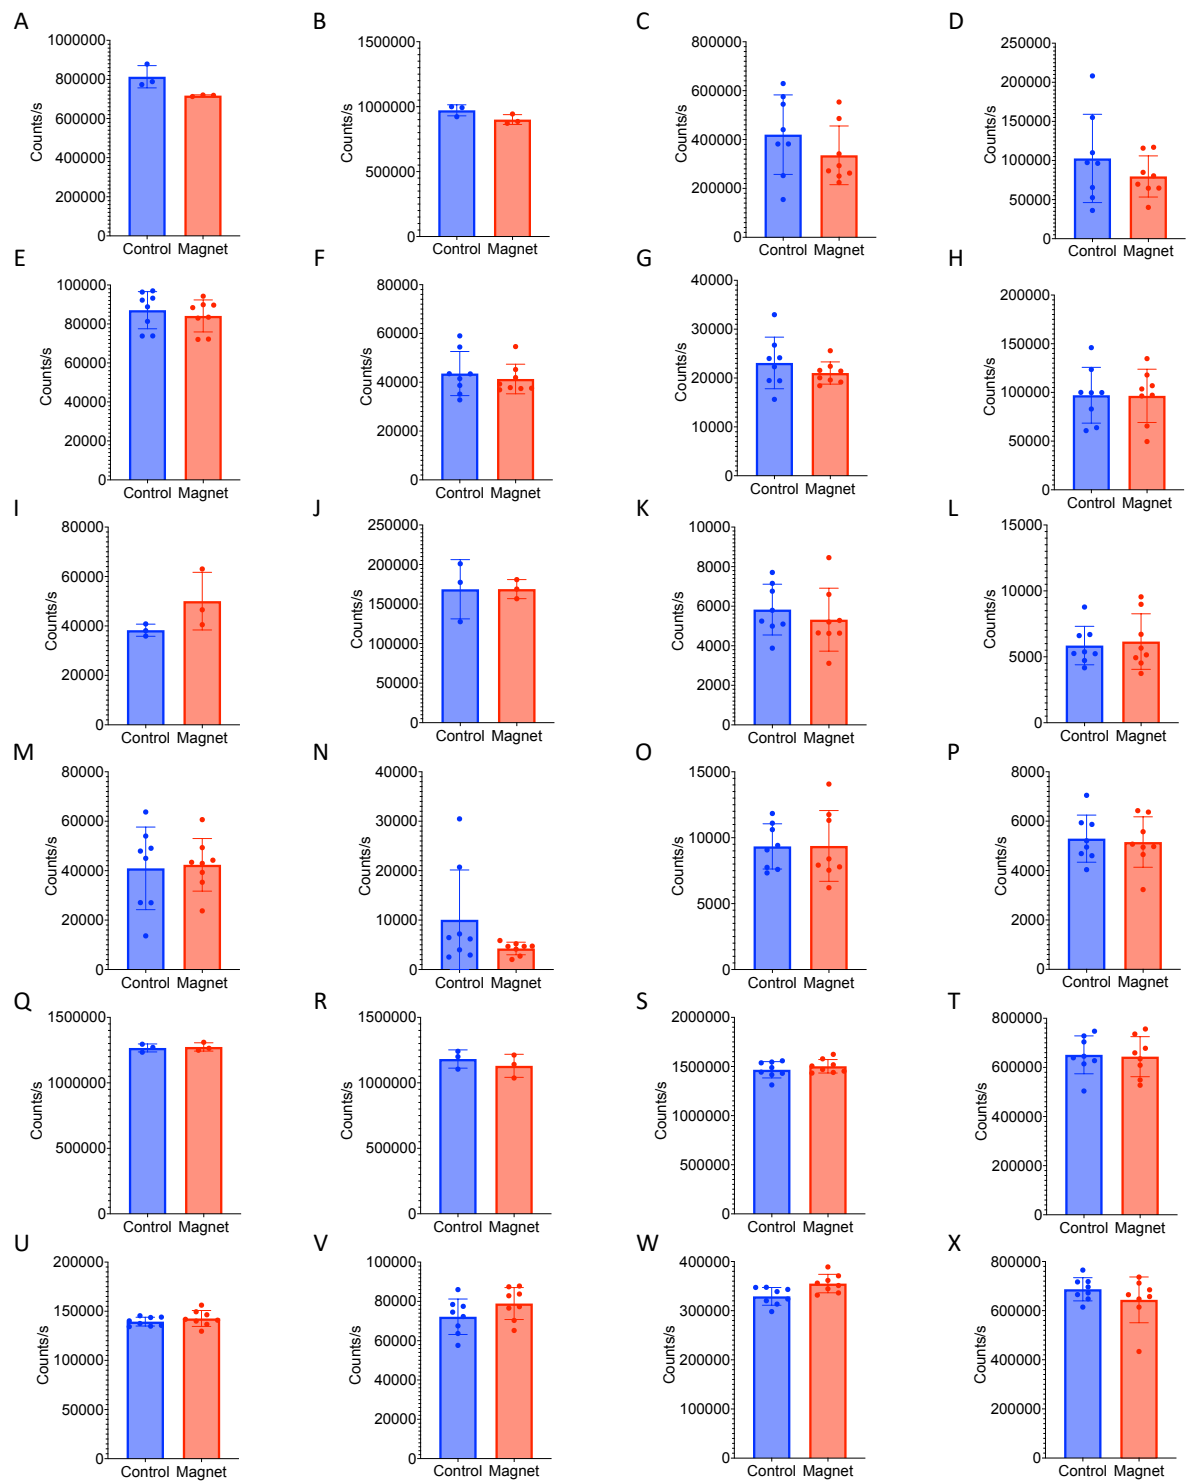 A
Counts/s
1000000
800000
600000
400000
200000
0
Control Magnet
B
Counts/s
1500000
1000000
500000
0
Control Magnet
C
Counts/s
800000
600000
400000
200000
0
Control Magnet
D
Counts/s
250000
200000
150000
100000
50000
0
Control Magnet
E
Counts/s
100000
80000
60000
40000
20000
0
Control Magnet
F
Counts/s
80000
60000
40000
20000
0
Control Magnet
G
Counts/s
40000
30000
20000
10000
0
Control Magnet
H
Counts/s
200000
150000
100000
50000
0
Control Magnet
I
Counts/s
80000
60000
40000
20000
0
Control Magnet
J
Counts/s
250000
200000
150000
100000
50000
0
Control Magnet
K
Counts/s
10000
8000
6000
4000
2000
0
Control Magnet
L
Counts/s
15000
10000
5000
0
Control Magnet
M
Counts/s
80000
60000
40000
20000
0
Control Magnet
N
Counts/s
40000
30000
20000
10000
0
Control Magnet
O
Counts/s
15000
10000
5000
0
Control Magnet
P
Counts/s
8000
6000
4000
2000
0
Control Magnet
Q
Counts/s
1500000
1000000
500000
0
Control Magnet
R
Counts/s
1500000
1000000
500000
0
Control Magnet
S
Counts/s
2000000
1500000
1000000
500000
0
Control Magnet
T
Counts/s
800000
600000
400000
200000
0
Control Magnet
U
Counts/s
200000
150000
100000
50000
0
Control Magnet
V
Counts/s
100000
80000
60000
40000
20000
0
Control Magnet
W
Counts/s
400000
300000
200000
100000
0
Control Magnet
X
Counts/s
800000
600000
400000
200000
0
Control Magnet